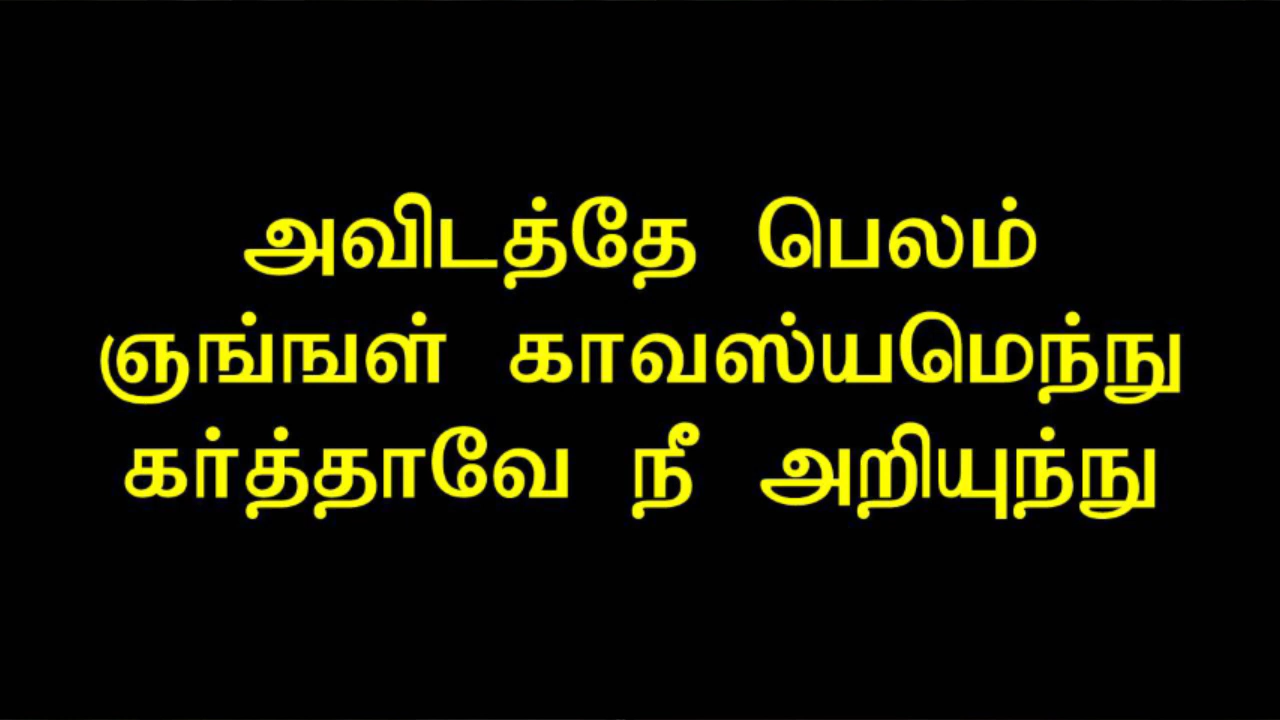 அவிடத்தே பெலம்
ஞங்ஙள் காவஸ்யமெந்நு
கர்த்தாவே நீ அறியுந்நு